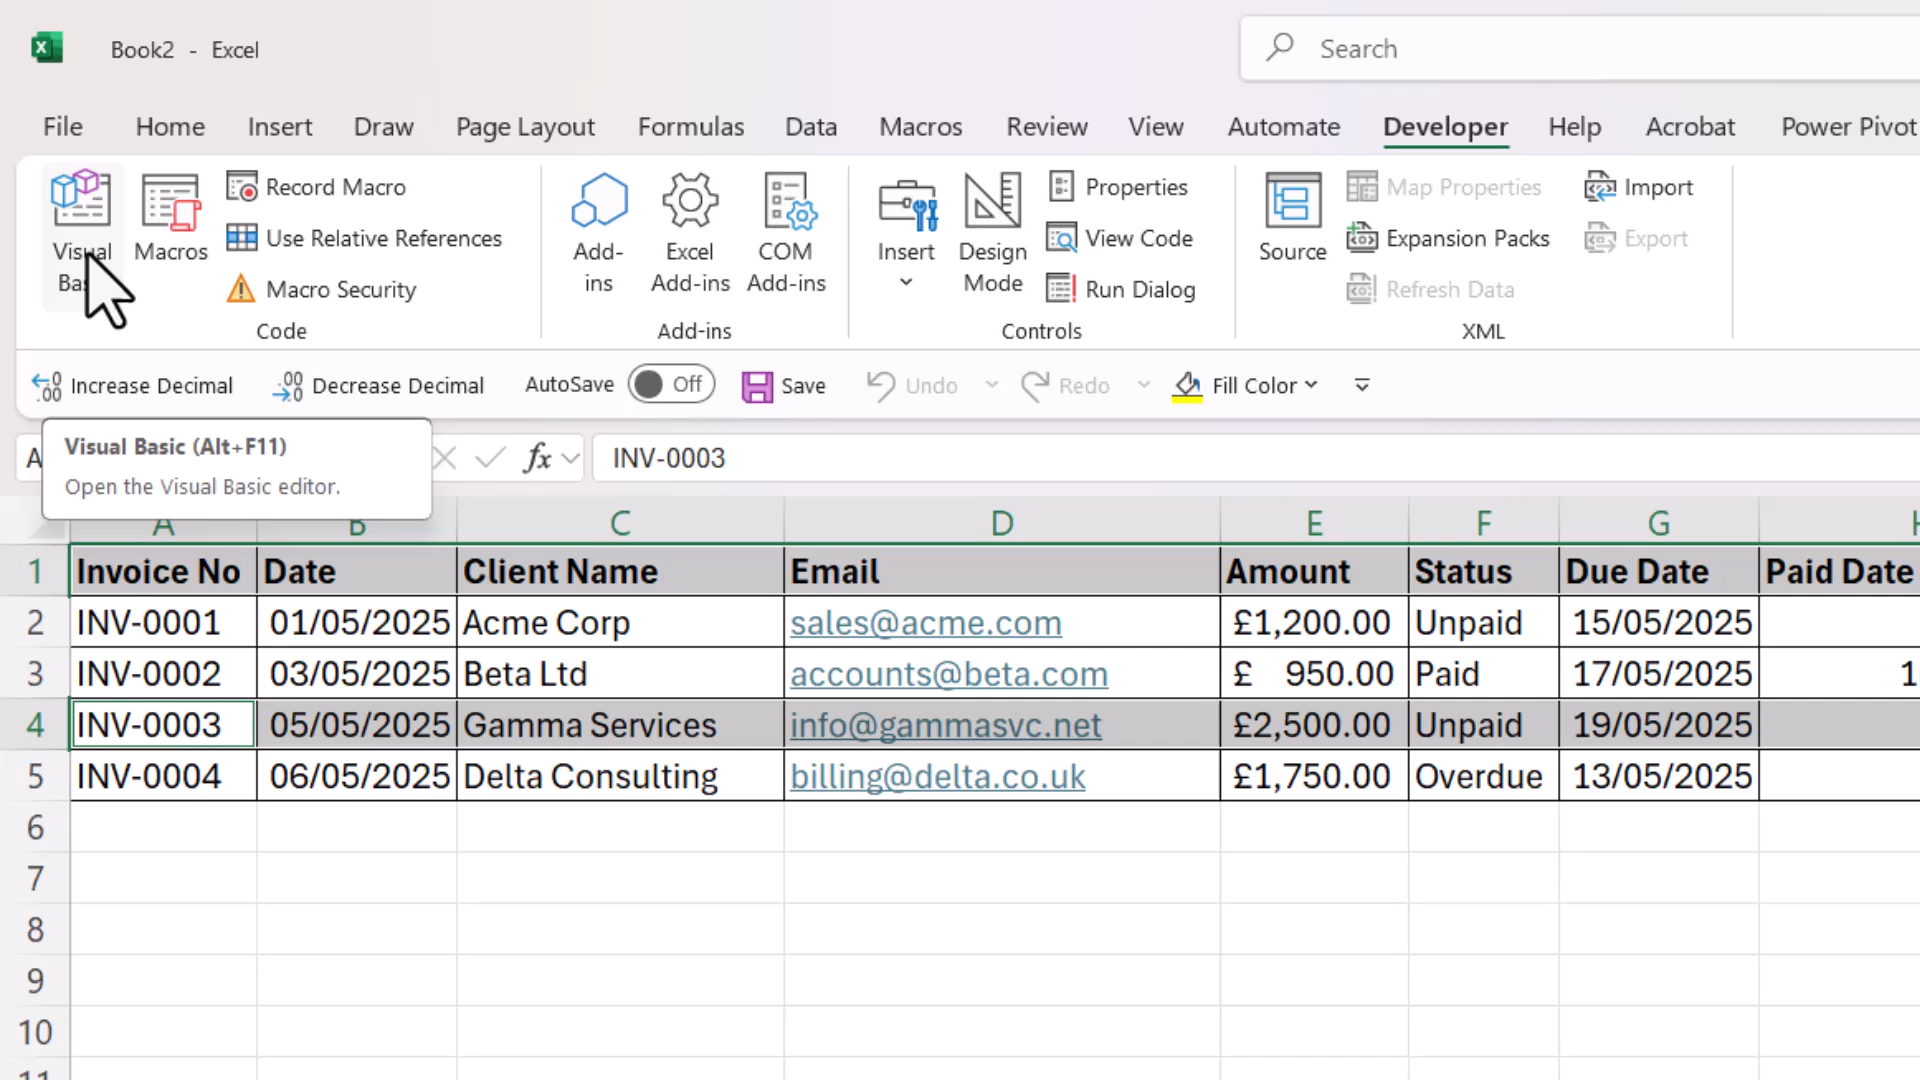 Book2 - Excel
Search
File Home Insert Draw Page Layout Formulas Data Macros Review View Automate Developer Help Acrobat Power Pivot
Visual
Macros
Record Macro
Use Relative References
Macro Security
Code
Add-
ins
Excel
Add-ins
COM
Add-ins
Add-ins
Insert
Design
Mode
Properties
View Code
Run Dialog
Controls
Source
Map Properties
Expansion Packs
Refresh Data
Import
Export
XML
Increase Decimal Decrease Decimal AutoSave Off Save Undo Redo Fill Color
Visual Basic (Alt+F11)
Open the Visual Basic editor.
A fx INV-0003
A B C D E F G
1 Invoice No Date Client Name Email Amount Status Due Date Paid Date
2 INV-0001 01/05/2025 Acme Corp sales@acme.com £1,200.00 Unpaid 15/05/2025
3 INV-0002 03/05/2025 Beta Ltd accounts@beta.com £ 950.00 Paid 17/05/2025 1
4 INV-0003 05/05/2025 Gamma Services info@gammasvc.net £2,500.00 Unpaid 19/05/2025
5 INV-0004 06/05/2025 Delta Consulting billing@delta.co.uk £1,750.00 Overdue 13/05/2025
6
7
8
9
10
11